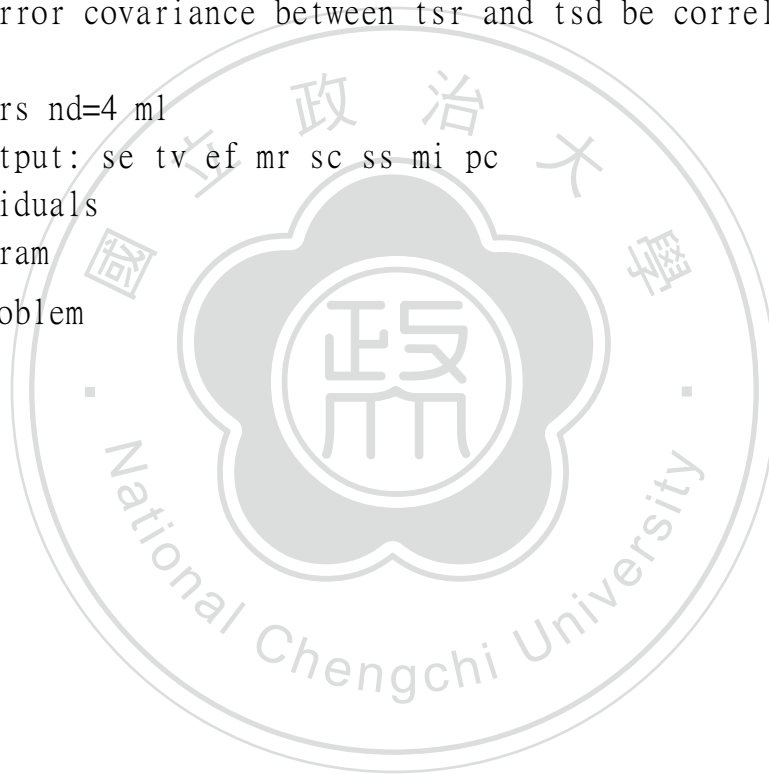 rror covariance between tsr and tsd be correl
rs nd=4 ml
tput: se tv ef mr sc ss mi pc
iduals
ram
oblem
國立政治大學
National Chengchi University